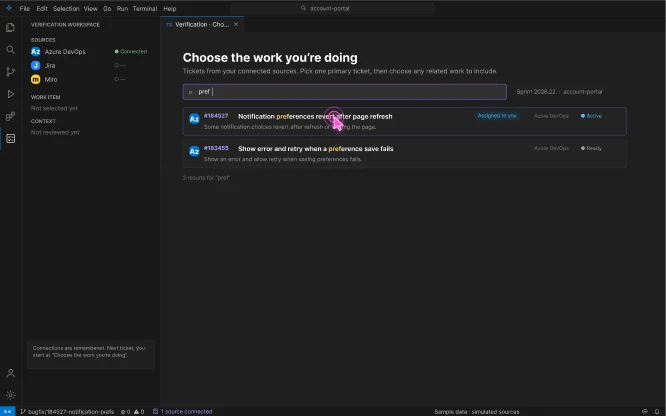 File Edit Selection View Go Run Terminal Help
account-portal
VERIFICATION WORKSPACE
SOURCES
Az Azure DevOps Connected
J Jira
m Miro
WORK ITEM
Not selected yet
CONTEXT
Not reviewed yet
Connections are remembered. Next ticket, you
start at "Choose the work you're doing".
TS Verification - Cho... ×
Choose the work you're doing
Tickets from your connected sources. Pick one primary ticket, then choose any related work to include.
pref
Sprint 2026.22 · account-portal
Az #184527 Notification preferences revert after page refresh Assigned to you Azure DevOps Active
Some notification choices revert after refresh or the page.
Az #183455 Show error and retry when a preference save fails Azure DevOps Ready
Show an error and allow retry when saving preferences fails.
2 results for "pref"
bugfix/184527-notification-prefs 0 0 1 source connected Sample data · simulated sources